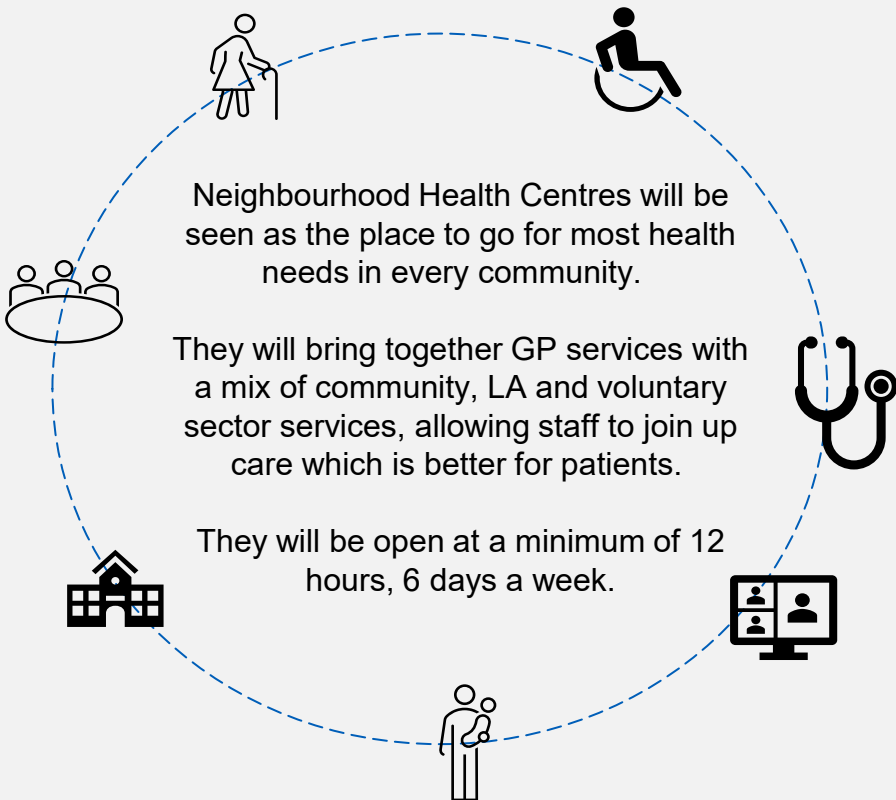 Neighbourhood Health Centres will be
seen as the place to go for most health
needs in every community.
They will bring together GP services with
a mix of community, LA and voluntary
sector services, allowing staff to join up
care which is better for patients.
They will be open at a minimum of 12
hours, 6 days a week.